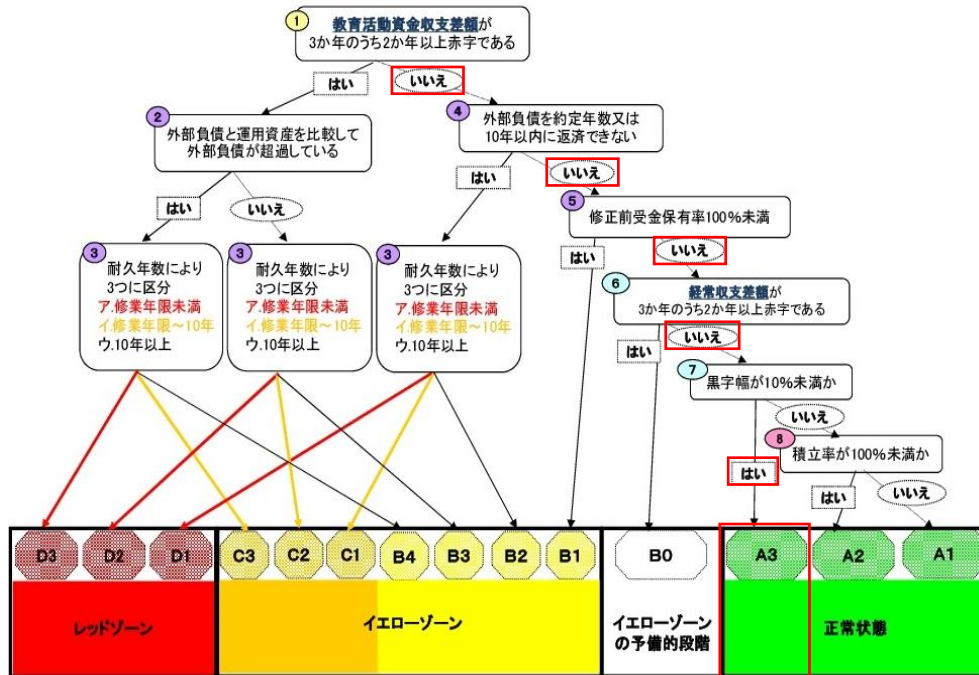 1
教育活動資金収支差額が
3か年のうち2か年以上赤字である
はい
いいえ
2
外部負債と運用資産を比較して
外部負債が超過している
4
外部負債を約定年数又は
10年以内に返済できない
はい
いいえ
はい
いいえ
5
修正前受金保有率100%未満
3
耐久年数により
3つに区分
ア.修業年限未満
イ.修業年限~10年
ウ.10年以上
3
耐久年数により
3つに区分
ア.修業年限未満
イ.修業年限~10年
ウ.10年以上
3
耐久年数により
3つに区分
ア.修業年限未満
イ.修業年限~10年
ウ.10年以上
はい
いいえ
6
経常収支差額が
3か年のうち2か年以上赤字である
はい
いいえ
7
黒字幅が10%未満か
はい
いいえ
8
積立率が100%未満か
はい
いいえ
D3
D2
D1
C3
C2
C1
B4
B3
B2
B1
B0
A3
A2
A1
レッドゾーン
イエローゾーン
イエローゾーン
の予備的段階
正常状態